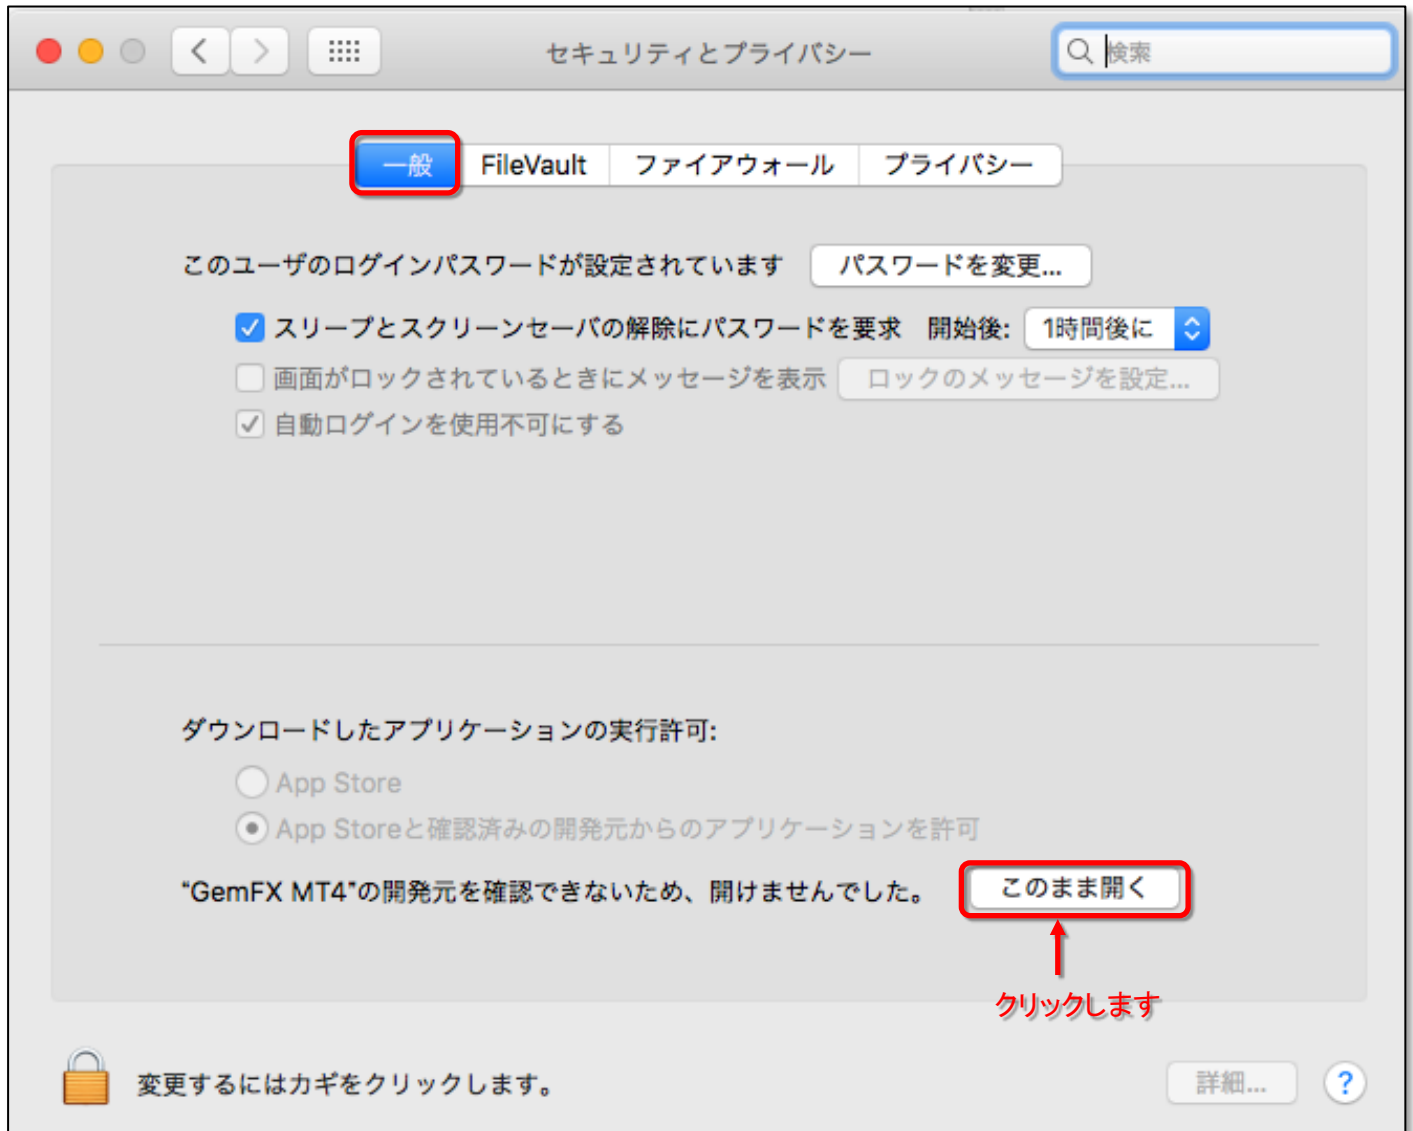 セキュリティとプライバシー
検索
一般 FileVault ファイアウォール プライバシー
このユーザのログインパスワードが設定されています パスワードを変更...
スリープとスクリーンセーバの解除にパスワードを要求 開始後: 1時間後に
画面がロックされているときにメッセージを表示 ロックのメッセージを設定...
自動ログインを使用不可にする
ダウンロードしたアプリケーションの実行許可:
App Store
App Storeと確認済みの開発元からのアプリケーションを許可
“GemFX MT4”の開発元を確認できないため、開けませんでした。 このまま開く
クリックします
変更するにはカギをクリックします。 詳細... ?